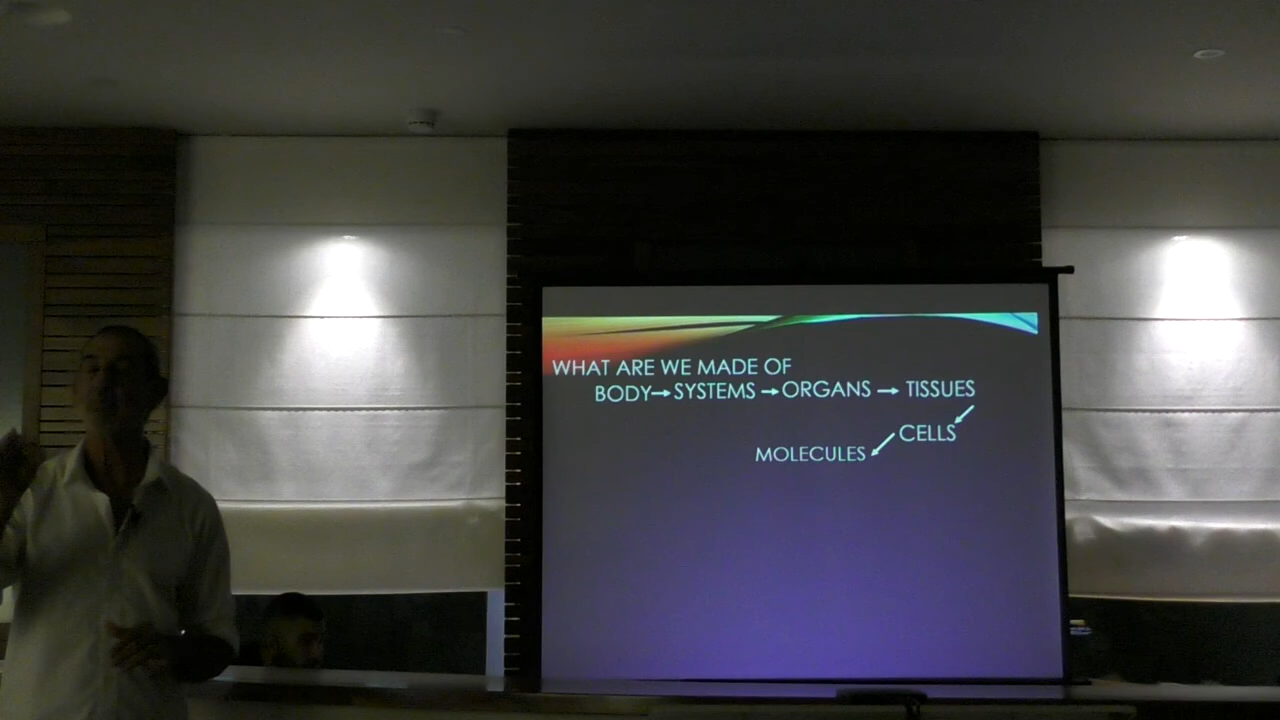 WHAT ARE WE MADE OF
BODY→SYSTEMS →ORGANS → TISSUES
CELLS
MOLECULES